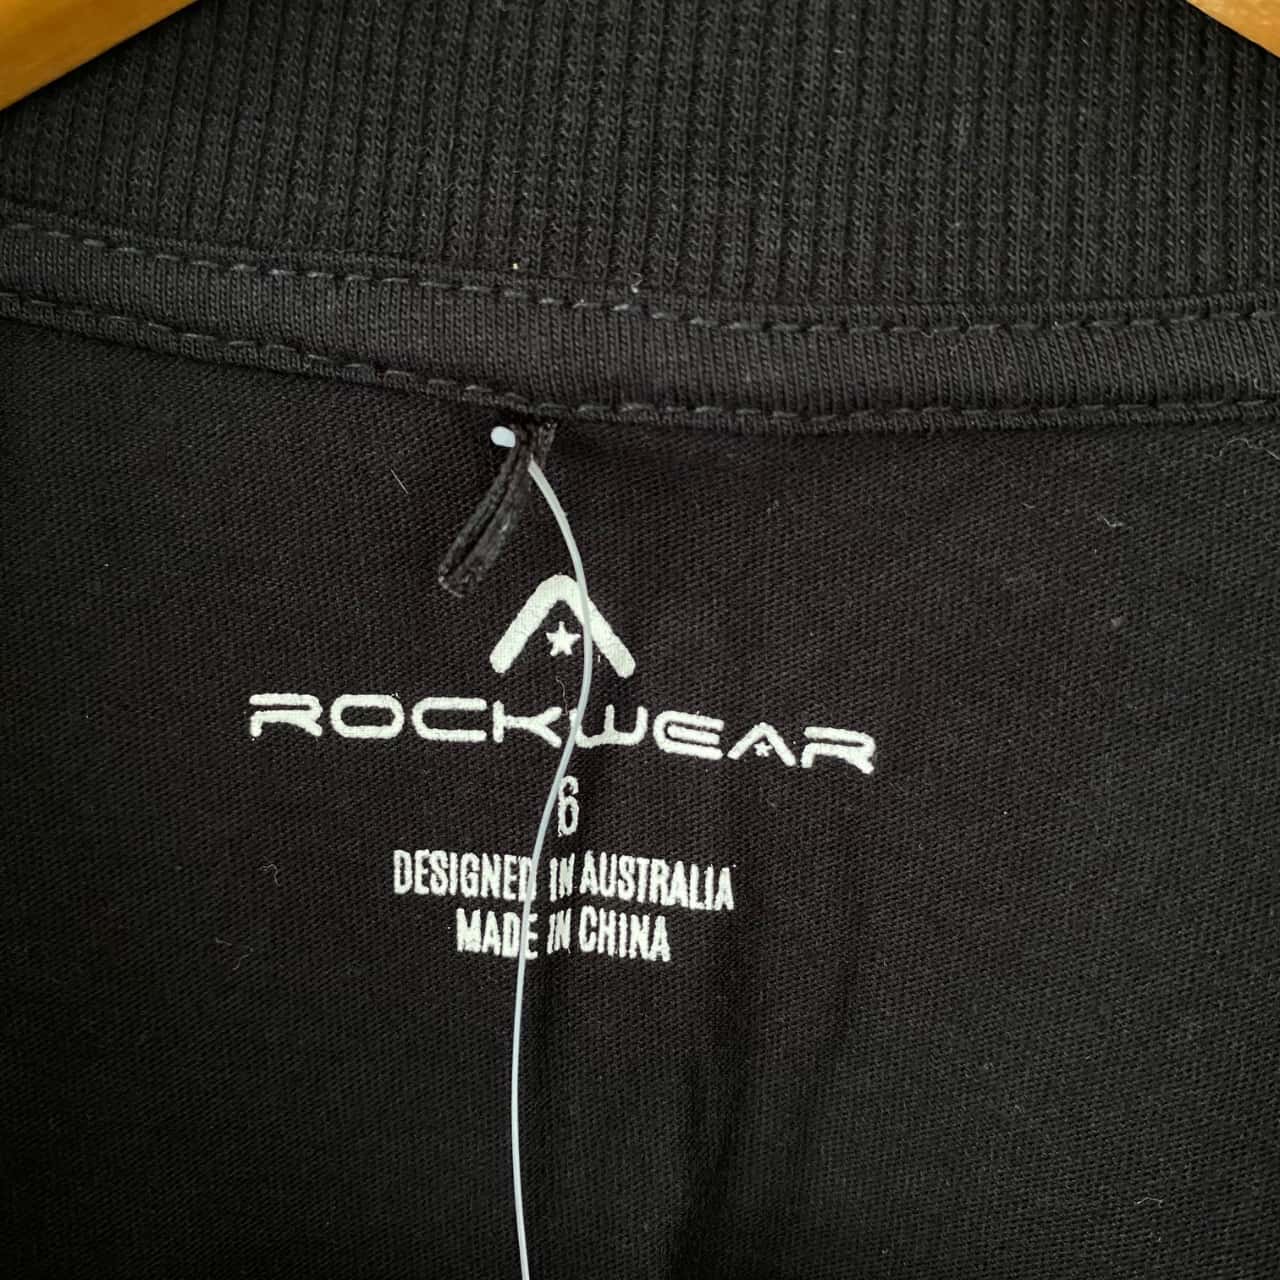 ROCKWEAR
6
DESIGNED IN AUSTRALIA
MADE IN CHINA